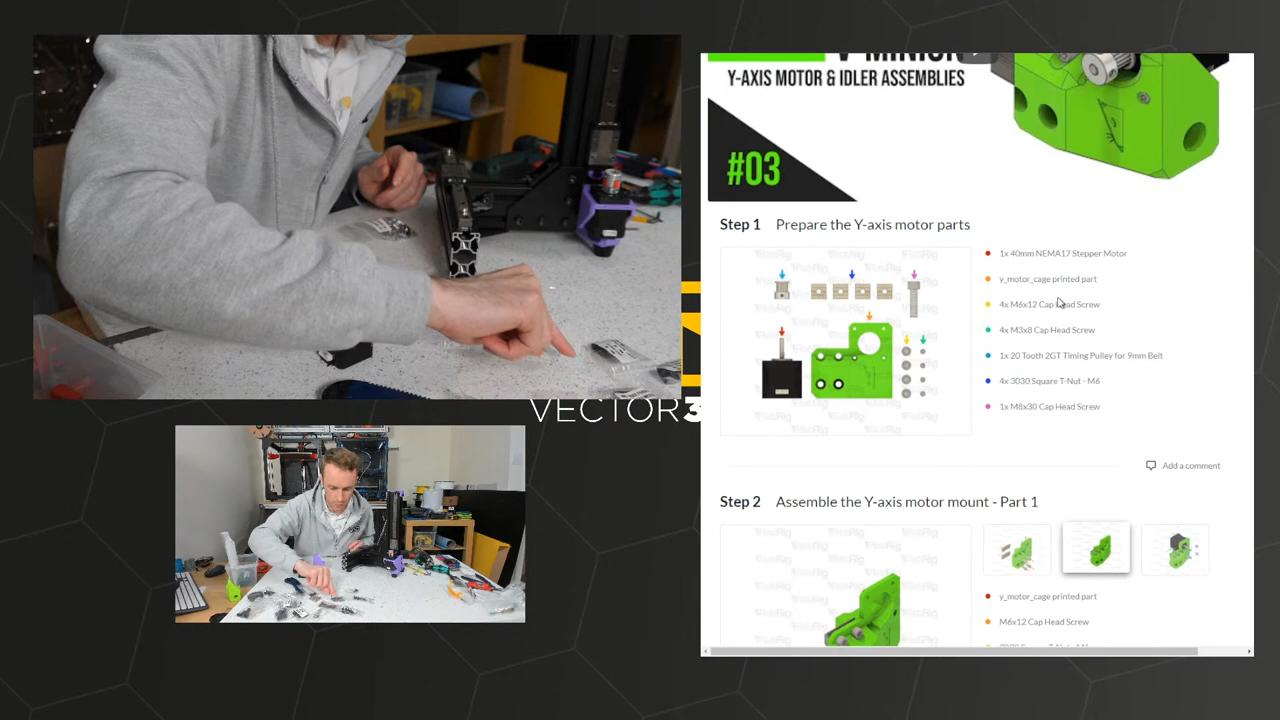 V-MINION
Y-AXIS MOTOR & IDLER ASSEMBLIES
#03
Step 1 Prepare the Y-axis motor parts
1x 40mm NEMA17 Stepper Motor
y_motor_cage printed part
4x M6x12 Cap Head Screw
4x M3x8 Cap Head Screw
1x 20 Tooth 2GT Timing Pulley for 9mm Belt
4x 3030 Square T-Nut - M6
1x M8x30 Cap Head Screw
Add a comment
Step 2 Assemble the Y-axis motor mount - Part 1
y_motor_cage printed part
M6x12 Cap Head Screw
VECTOR3